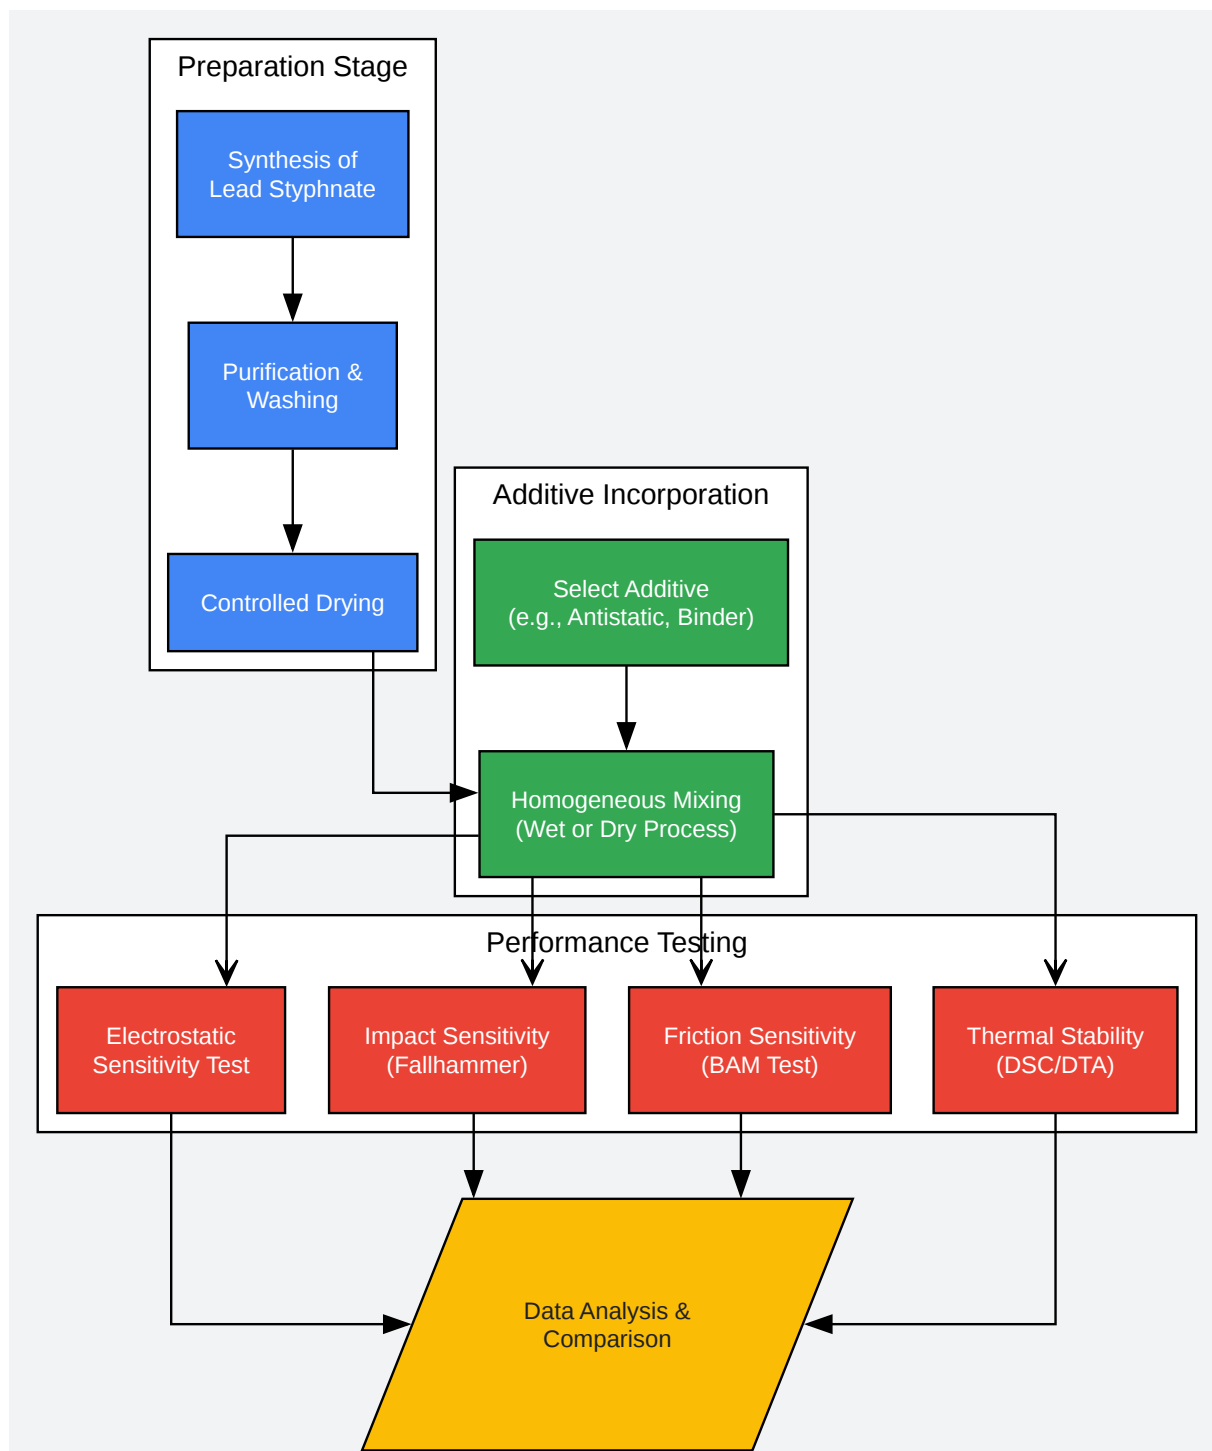 Preparation Stage
Synthesis of
Lead Styphnate
Purification &
Washing
Controlled Drying
Additive Incorporation
Select Additive
(e.g., Antistatic, Binder)
Homogeneous Mixing
(Wet or Dry Process)
Performance Testing
Electrostatic
Sensitivity Test
Impact Sensitivity
(Fallhammer)
Friction Sensitivity
(BAM Test)
Thermal Stability
(DSC/DTA)
Data Analysis &
Comparison